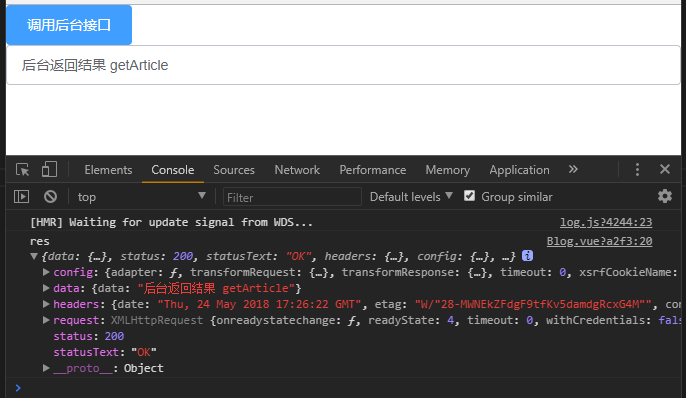 调用后台接口
后台返回结果 getArticle
Elements Console Sources Network Performance Memory Application »
top Filter Default levels Group similar
[HMR] Waiting for update signal from WDS... log.js?4244:23
res Blog.vue?a2f3:20
{data: {…}, status: 200, statusText: "OK", headers: {…}, config: {…}, …}
config: {adapter: ƒ, transformRequest: {…}, transformResponse: {…}, timeout: 0, xsrfCookieName:
data: {data: "后台返回结果 getArticle"}
headers: {date: "Thu, 24 May 2018 17:26:22 GMT", etag: "W/"28-MWNEkZFdgF9tfKv5damdgRcxG4M"", con
request: XMLHttpRequest {onreadystatechange: ƒ, readyState: 4, timeout: 0, withCredentials: fals
status: 200
statusText: "OK"
__proto__: Object